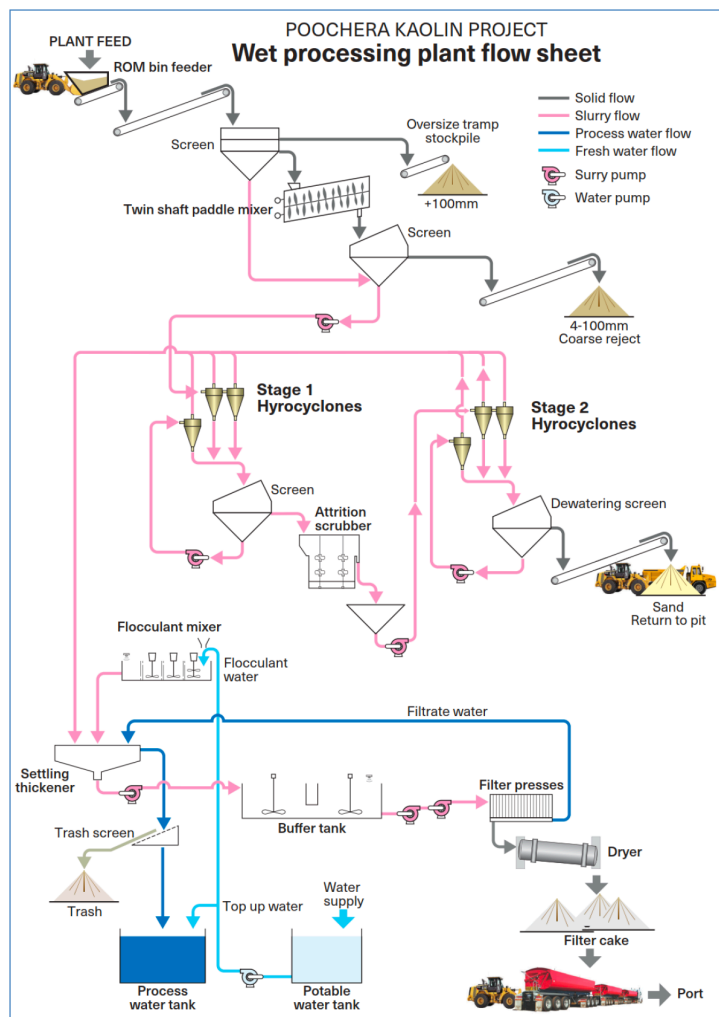 POOCHERA KAOLIN PROJECT
Wet processing plant flow sheet
PLANT FEED
ROM bin feeder
Solid flow
Slurry flow
Process water flow
Fresh water flow
Surry pump
Water pump
Screen
Oversize tramp
stockpile
+100mm
Twin shaft paddle mixer
Screen
4-100mm
Coarse reject
Stage 1
Hyrocyclones
Stage 2
Hyrocyclones
Screen
Attrition
scrubber
Dewatering screen
Sand
Return to pit
Flocculant mixer
Flocculant
water
Filtrate water
Settling
thickener
Filter presses
Buffer tank
Trash screen
Dryer
Trash
Top up water
Water
supply
Filter cake
Process
water tank
Potable
water tank
Port